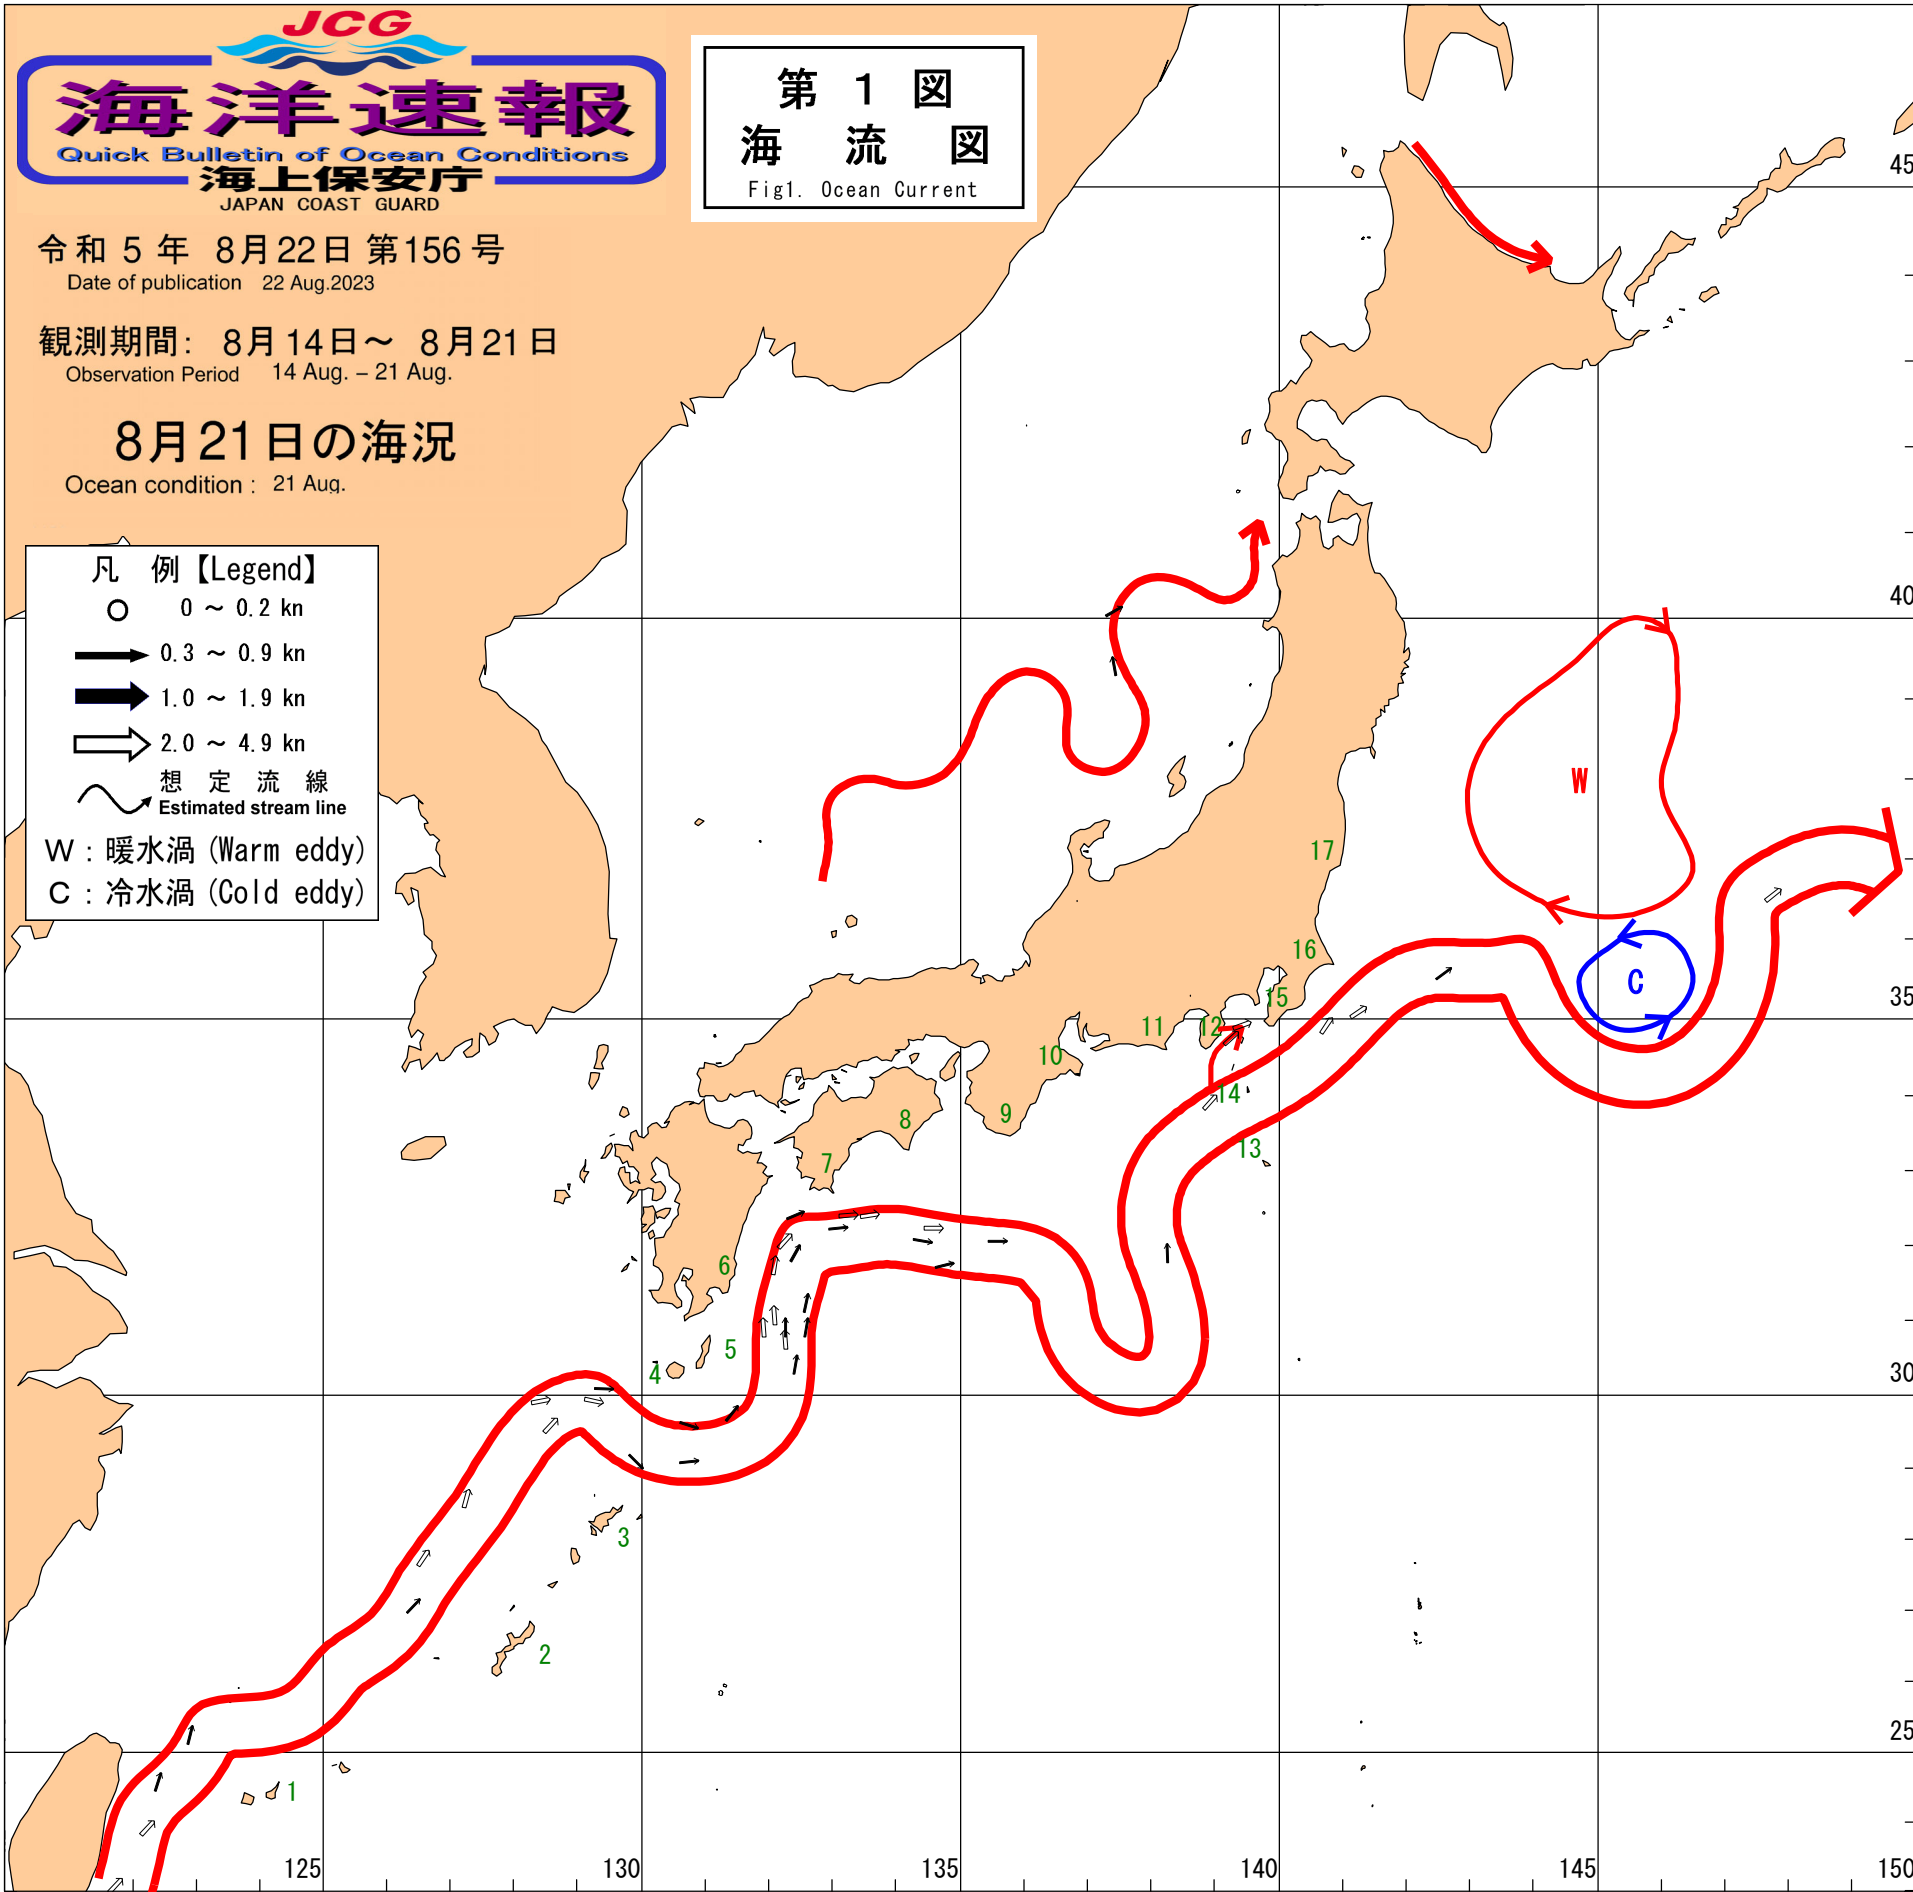 JCG
海洋速報
Quick Bulletin of Ocean Conditions
海上保安庁
JAPAN COAST GUARD
令和 5 年 8月22日 第156号
Date of publication 22 Aug.2023
観測期間: 8月14日～ 8月21日
Observation Period 14 Aug. – 21 Aug.
8月21日の海況
Ocean condition : 21 Aug.
第 1 図
海 流 図
Fig1. Ocean Current
凡 例【Legend】
0 ～ 0.2 kn
0.3 ～ 0.9 kn
1.0 ～ 1.9 kn
2.0 ～ 4.9 kn
想 定 流 線
Estimated stream line
W : 暖水渦 (Warm eddy)
C : 冷水渦 (Cold eddy)
45
40
W
17
16
C
35
15
12
11
10
14
9
8
13
7
6
5
4
30
3
2
25
1
125
130
135
140
145
150